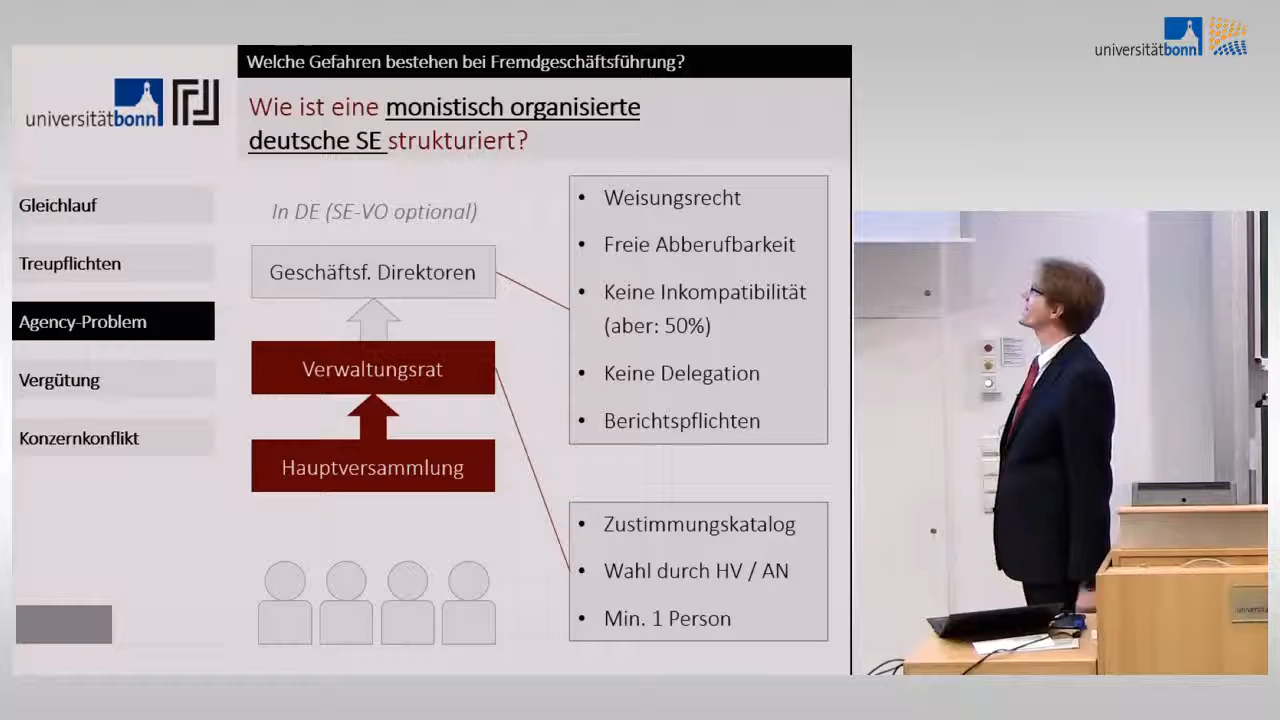 universitätbonn
Welche Gefahren bestehen bei Fremdgeschäftsführung?
universitätbonn
Wie ist eine monistisch organisierte
deutsche SE strukturiert?
Gleichlauf
Treupflichten
Agency-Problem
Vergütung
Konzernkonflikt
In DE (SE-VO optional)
Geschäftsf. Direktoren
Verwaltungsrat
Hauptversammlung
• Weisungsrecht
• Freie Abberufbarkeit
• Keine Inkompatibilität
(aber: 50%)
• Keine Delegation
• Berichtspflichten
• Zustimmungskatalog
• Wahl durch HV / AN
• Min. 1 Person